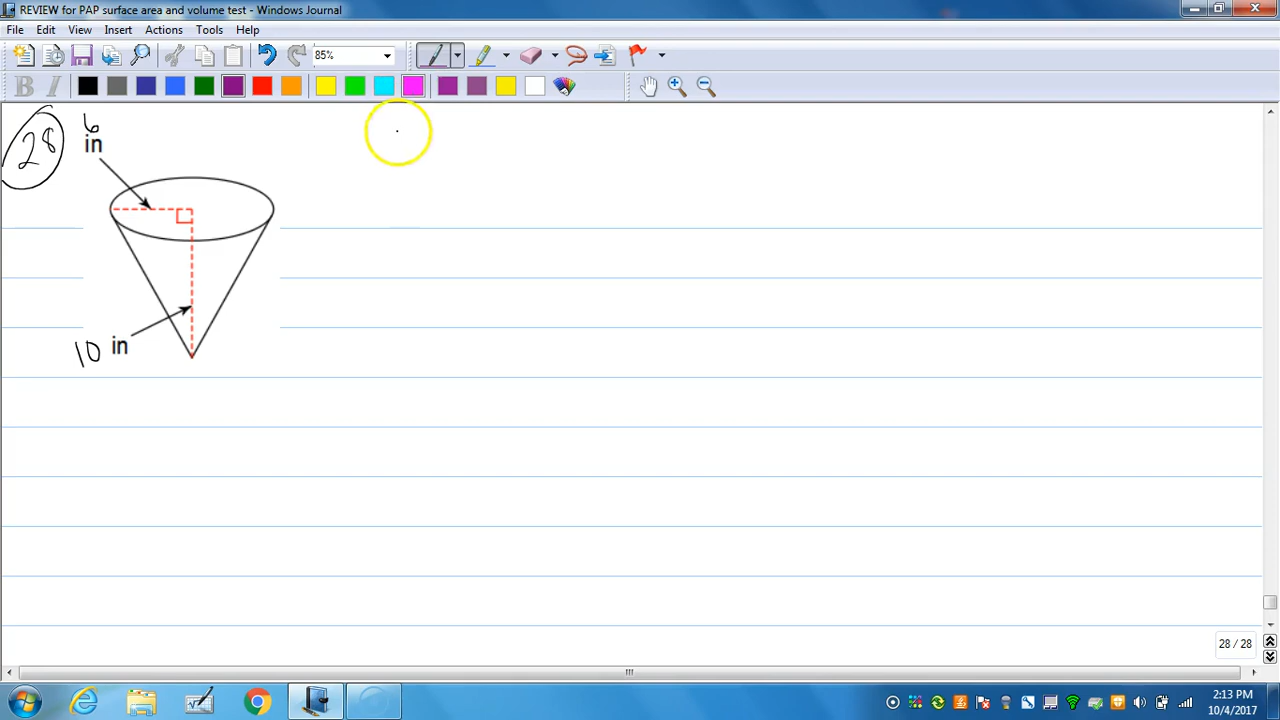 REVIEW for PAP surface area and volume test - Windows Journal
File Edit View Insert Actions Tools Help
85%
B I
28
6
in
10 in
28 / 28
2:13 PM
10/4/2017